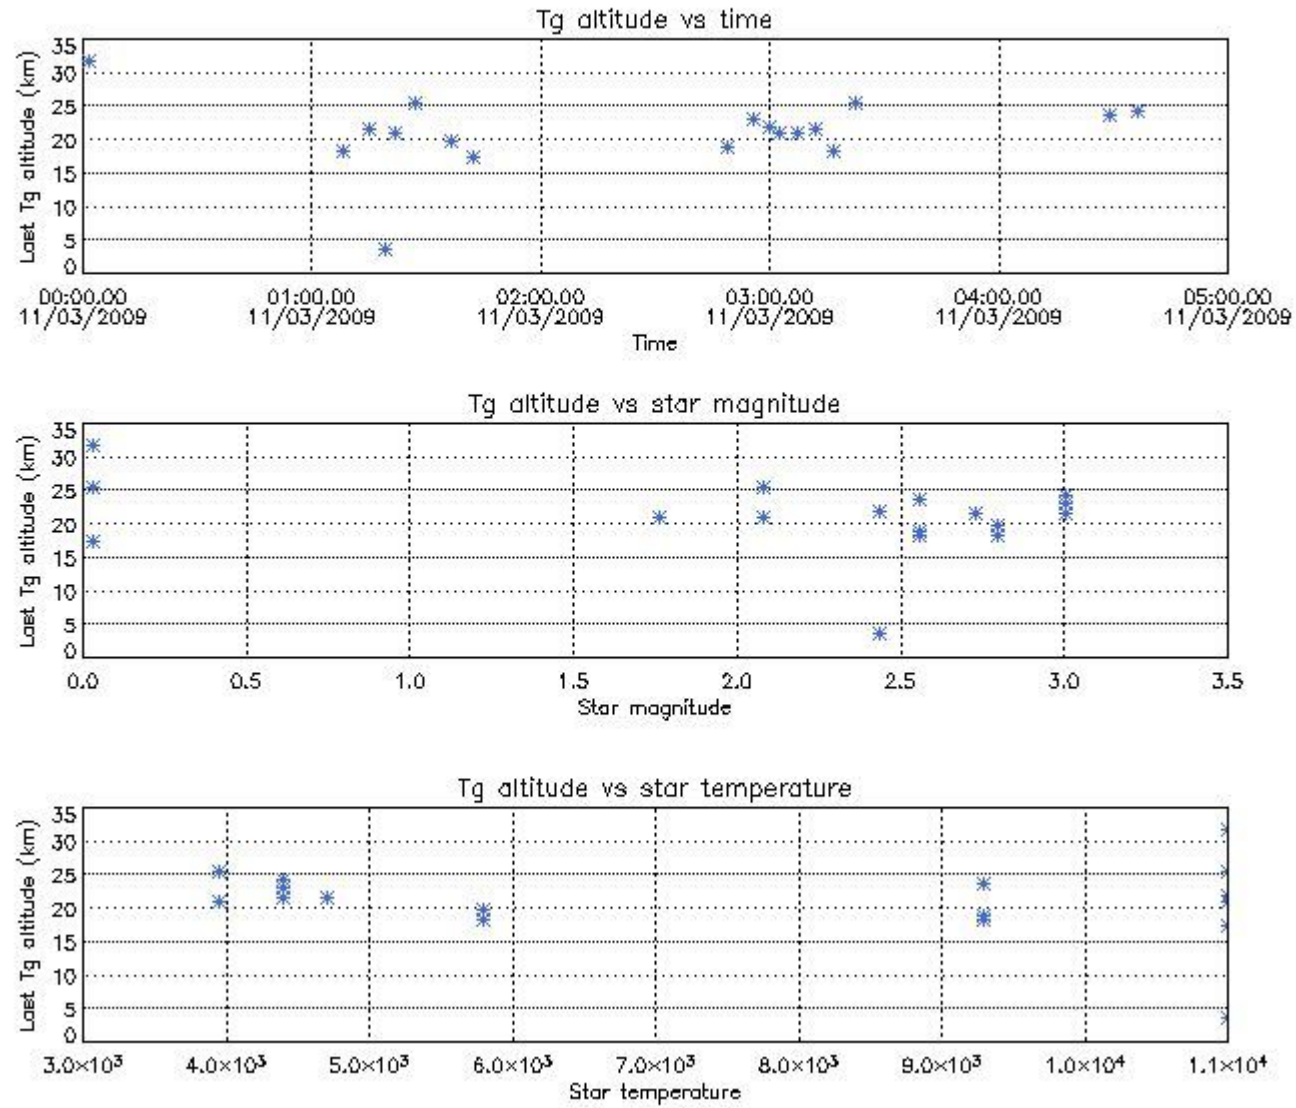 Tg altitude vs time
Last Tg altitude (km)
35
30
25
20
15
10
5
0
00:00.00 01:00.00 02:00.00 03:00.00 04:00.00 05:00.00
11/03/2009 11/03/2009 11/03/2009 11/03/2009 11/03/2009 11/03/2009
Time
Tg altitude vs star magnitude
Last Tg altitude (km)
35
30
25
20
15
10
5
0
0.0 0.5 1.0 1.5 2.0 2.5 3.0 3.5
Star magnitude
Tg altitude vs star temperature
Last Tg altitude (km)
35
30
25
20
15
10
5
0
3.0×10³ 4.0×10³ 5.0×10³ 6.0×10³ 7.0×10³ 8.0×10³ 9.0×10³ 1.0×10⁴ 1.1×10⁴
Star temperature